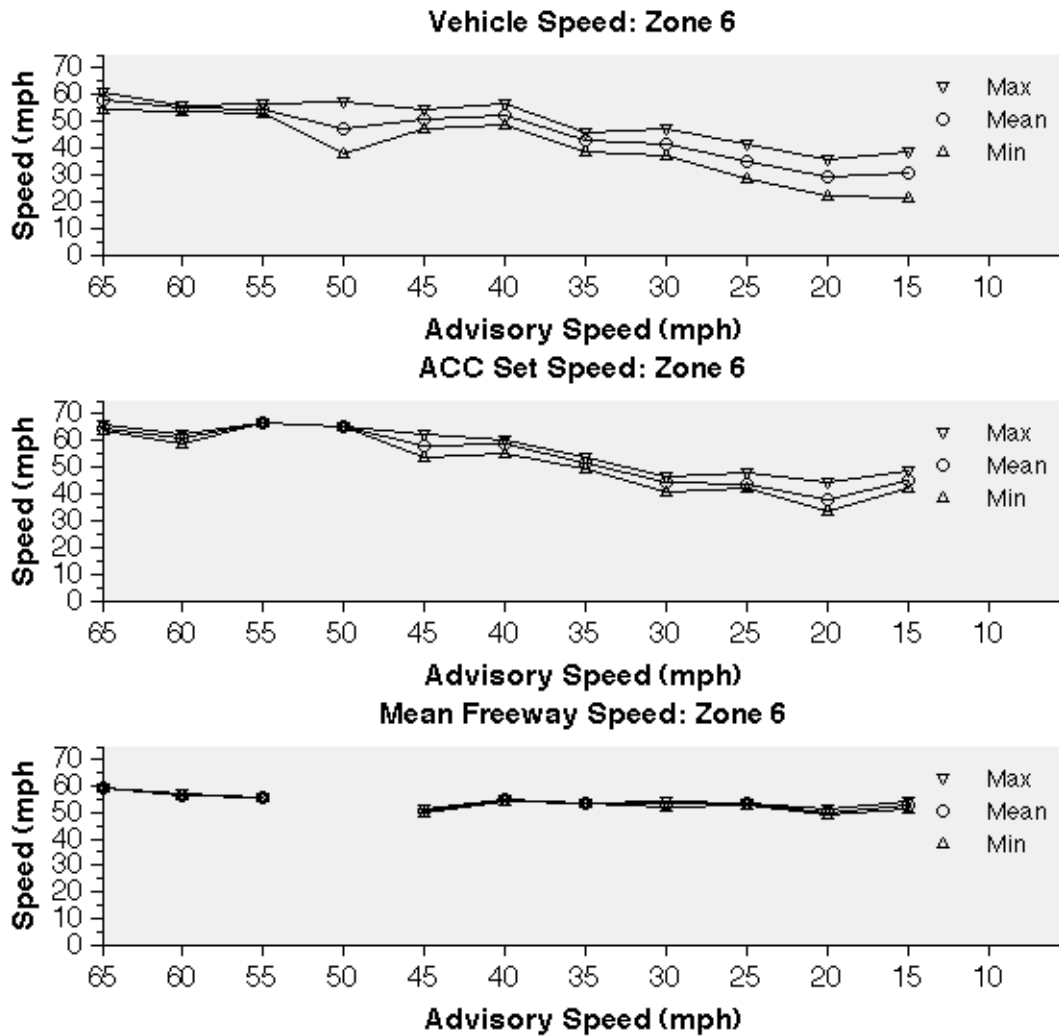 Vehicle Speed: Zone 6
Speed (mph
70
60
50
40
30
20
10
0
Max
Mean
Min
65 60 55 50 45 40 35 30 25 20 15 10
Advisory Speed (mph)
ACC Set Speed: Zone 6
Speed (mph
70
60
50
40
30
20
10
0
Max
Mean
Min
65 60 55 50 45 40 35 30 25 20 15 10
Advisory Speed (mph)
Mean Freeway Speed: Zone 6
Speed (mph
70
60
50
40
30
20
10
0
Max
Mean
Min
65 60 55 50 45 40 35 30 25 20 15 10
Advisory Speed (mph)